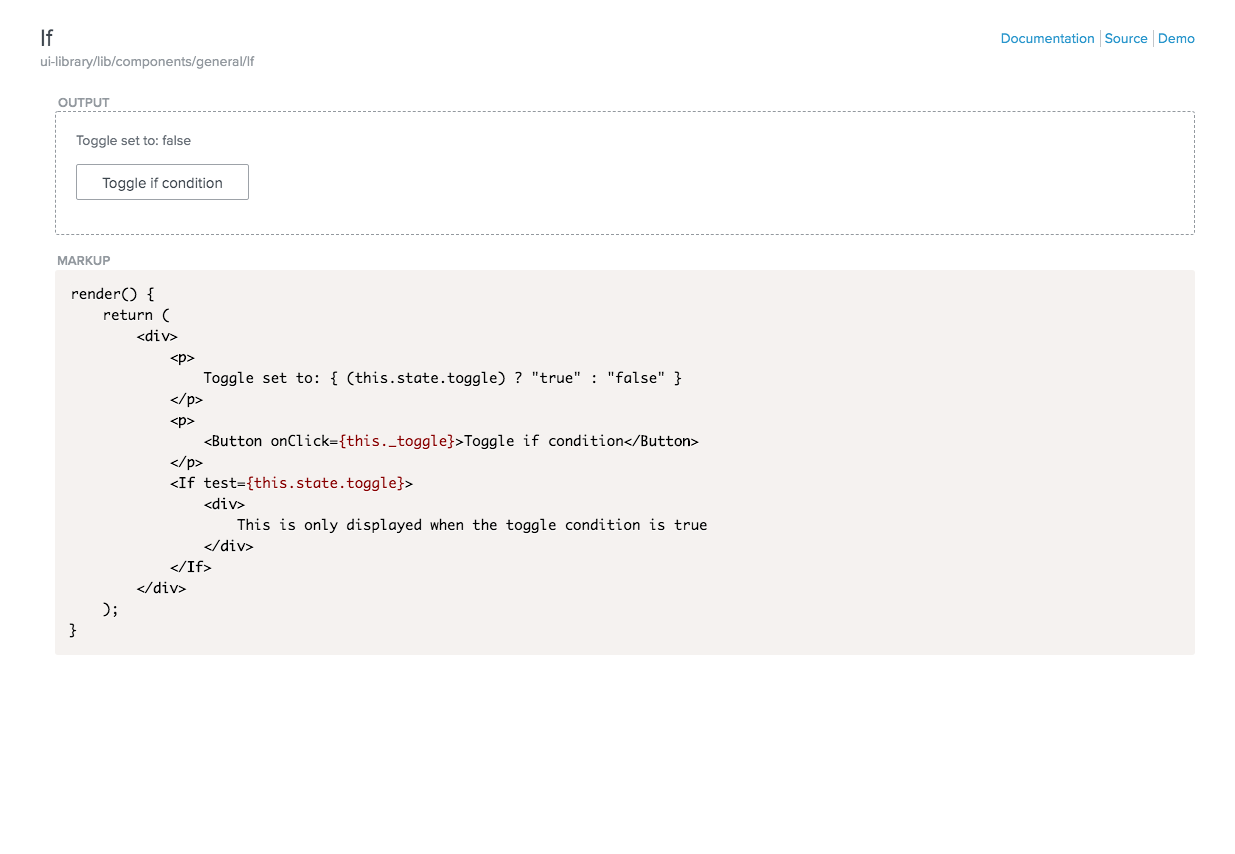 If
Documentation Source Demo
ui-library/lib/components/general/If
OUTPUT
Toggle set to: false
Toggle if condition
MARKUP
render() {
    return (
        <div>
            <p>
                Toggle set to: { (this.state.toggle) ? "true" : "false" }
            </p>
            <p>
                <Button onClick={this._toggle}>Toggle if condition</Button>
            </p>
            <If test={this.state.toggle}>
                <div>
                    This is only displayed when the toggle condition is true
                </div>
            </If>
        </div>
    );
}